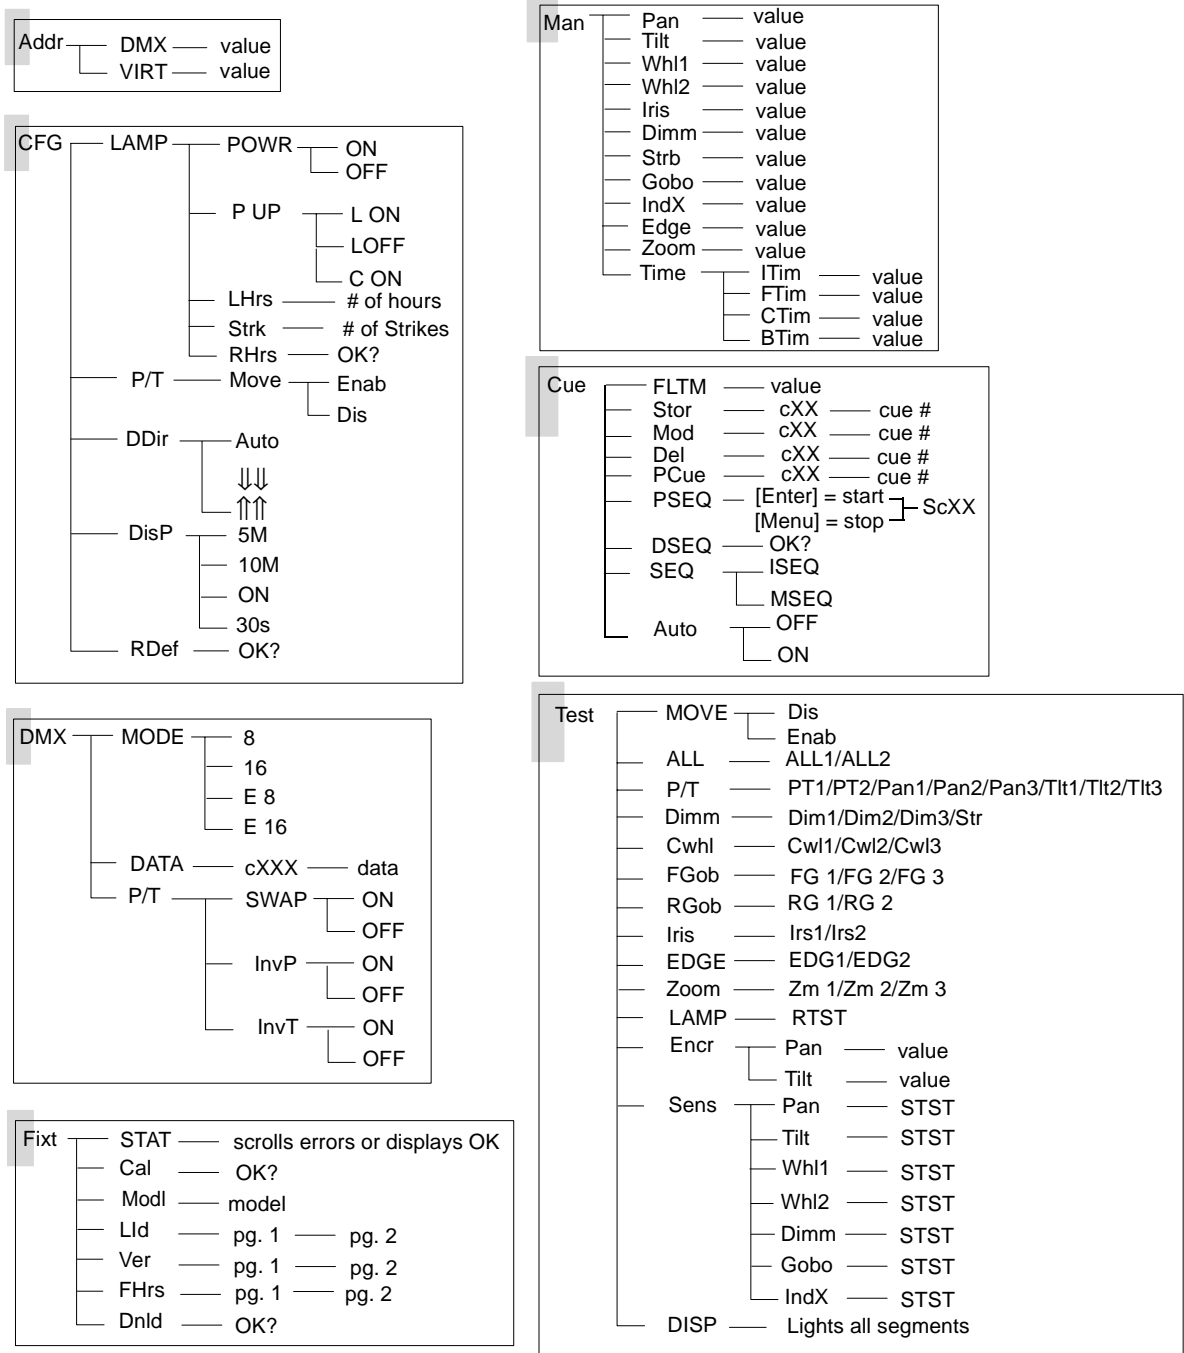 Addr DMX value
VIRT value
CFG LAMP POWR ON
OFF
P UP L ON
LOFF
C ON
LHrs # of hours
Strk # of Strikes
RHrs OK?
P/T Move Enab
Dis
DDir Auto
⇓⇓
⇑⇑
DisP 5M
10M
ON
30s
RDef OK?
DMX MODE 8
16
E 8
E 16
DATA cXXX data
P/T SWAP ON
OFF
InvP ON
OFF
InvT ON
OFF
Fixt STAT scrolls errors or displays OK
Cal OK?
Modl model
LId pg. 1 pg. 2
Ver pg. 1 pg. 2
FHrs pg. 1 pg. 2
Dnld OK?
Man Pan value
Tilt value
Whl1 value
Whl2 value
Iris value
Dimm value
Strb value
Gobo value
IndX value
Edge value
Zoom value
Time ITim value
FTim value
CTim value
BTim value
Cue FLTM value
Stor cXX cue #
Mod cXX cue #
Del cXX cue #
PCue cXX cue #
PSEQ [Enter] = start ScXX
[Menu] = stop
DSEQ OK?
SEQ ISEQ
MSEQ
Auto OFF
ON
Test MOVE Dis
Enab
ALL ALL1/ALL2
P/T PT1/PT2/Pan1/Pan2/Pan3/Tlt1/Tlt2/Tlt3
Dimm Dim1/Dim2/Dim3/Str
Cwhl Cwl1/Cwl2/Cwl3
FGob FG 1/FG 2/FG 3
RGob RG 1/RG 2
Iris Irs1/Irs2
EDGE EDG1/EDG2
Zoom Zm 1/Zm 2/Zm 3
LAMP RTST
Encr Pan value
Tilt value
Sens Pan STST
Tilt STST
Whl1 STST
Whl2 STST
Dimm STST
Gobo STST
IndX STST
DISP Lights all segments